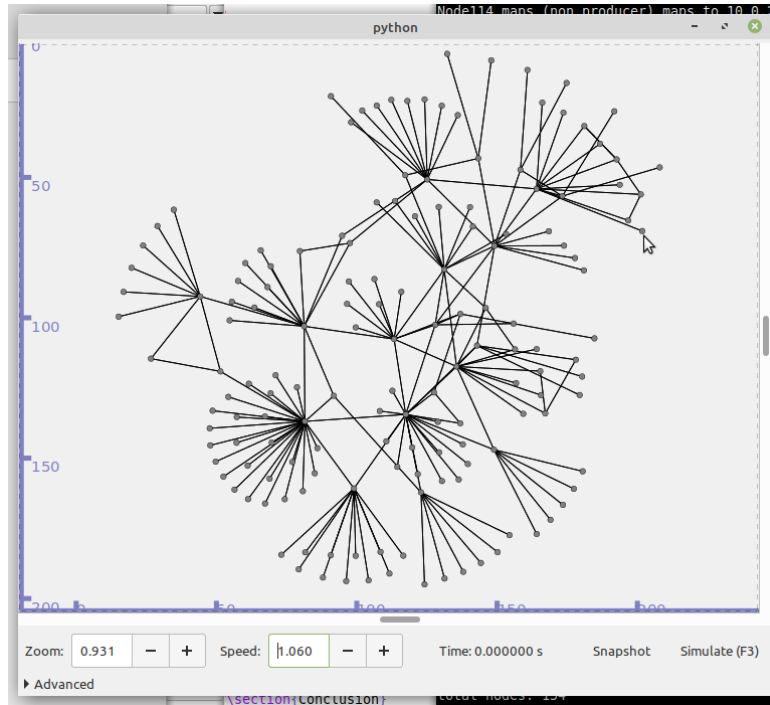 Node114 maps (non producer) maps to 10.0.
python
0
50
100
150
200
0
50
100
150
200
Zoom:
0.931
Speed:
1.060
Time: 0.000000 s
Snapshot
Simulate (F3)
Advanced
\section{Conclusion}
total nodes: 154